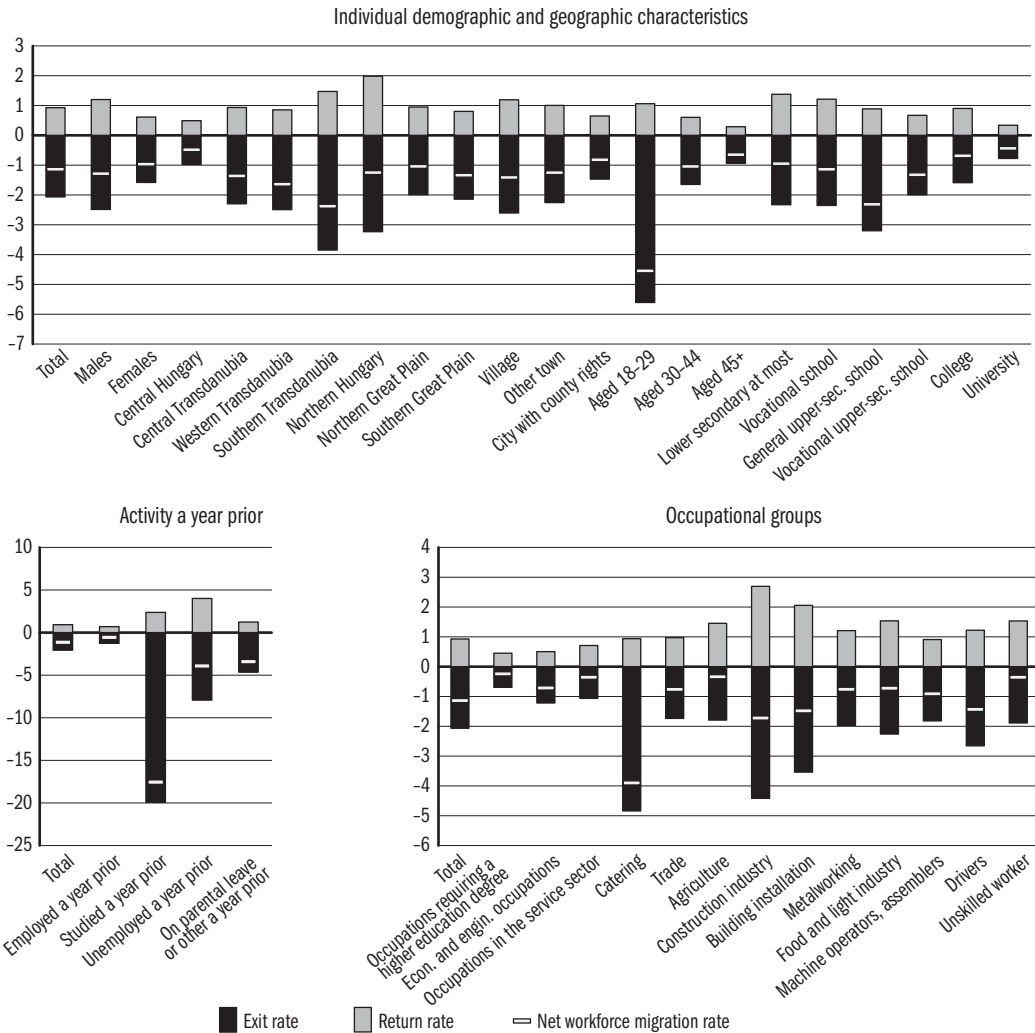 Individual demographic and geographic characteristics
3
2
1
0
–1
–2
–3
–4
–5
–6
–7
Total
Males
Females
Central Hungary
Central Transdanubia
Western Transdanubia
Southern Transdanubia
Northern Hungary
Northern Great Plain
Southern Great Plain
Village
Other town
City with county rights
Aged 18–29
Aged 30–44
Aged 45+
Lower secondary at most
Vocational school
General upper-sec. school
Vocational upper-sec. school
College
University
Activity a year prior
10
5
0
–5
–10
–15
–20
–25
Total
Employed a year prior
Studied a year prior
Unemployed a year prior
On parental leave
or other a year prior
Occupational groups
4
3
2
1
0
–1
–2
–3
–4
–5
–6
Total
Occupations requiring a
higher education degree
Econ. and engin. occupations
Occupations in the service sector
Catering
Trade
Agriculture
Construction industry
Building installation
Metalworking
Food and light industry
Machine operators, assemblers
Drivers
Unskilled worker
Exit rate
Return rate
Net workforce migration rate